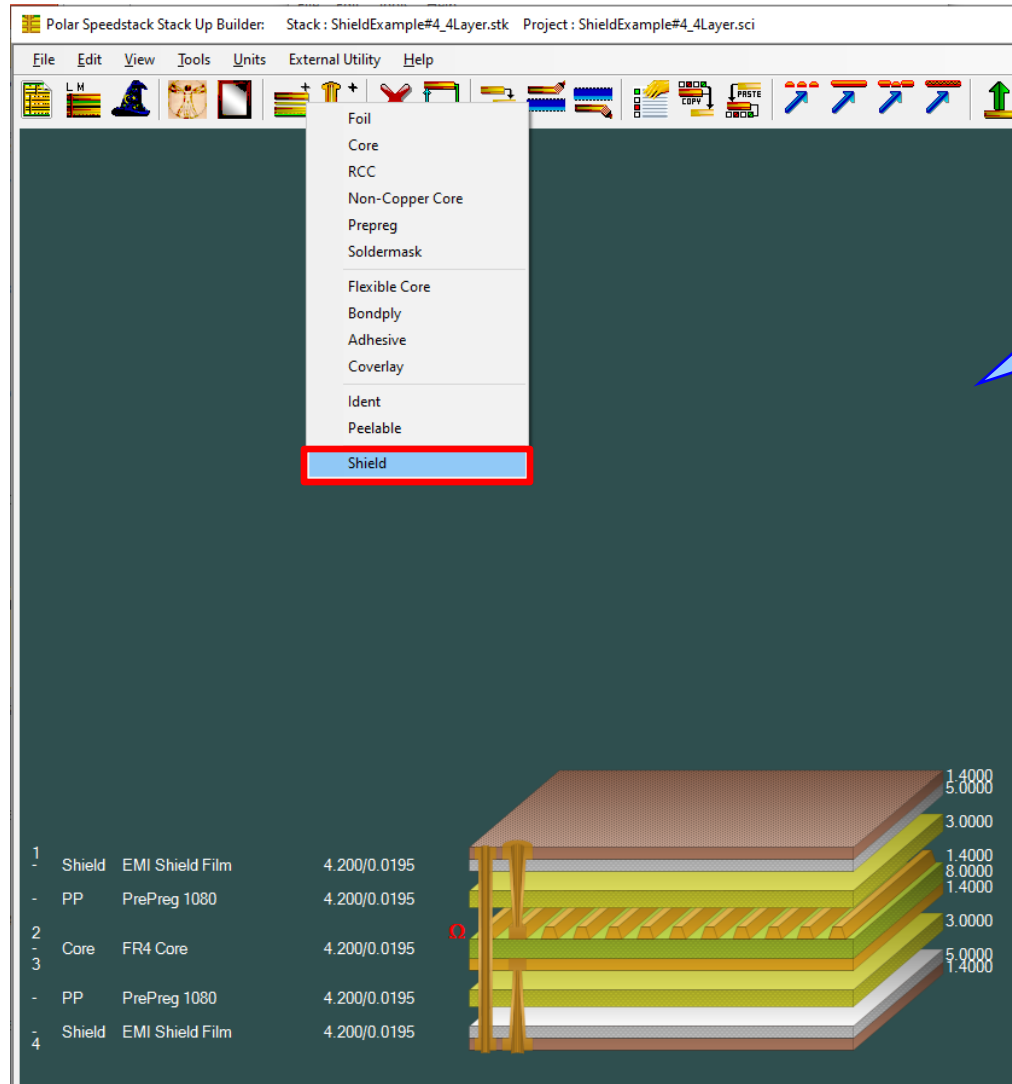 Polar Speedstack Stack Up Builder: Stack : ShieldExample#4_4Layer.stk Project : ShieldExample#4_4Layer.sci
File Edit View Tools Units External Utility Help
L M
COPY
PASTE
Foil
Core
RCC
Non-Copper Core
Prepreg
Soldermask
Flexible Core
Bondply
Adhesive
Coverlay
Ident
Peelable
Shield
1.4000
5.0000
3.0000
1
- Shield EMI Shield Film 4.200/0.0195
1.4000
8.0000
1.4000
- PP PrePreg 1080 4.200/0.0195
2
3.0000
Ω
- Core FR4 Core 4.200/0.0195
3
5.0000
1.4000
- PP PrePreg 1080 4.200/0.0195
- Shield EMI Shield Film 4.200/0.0195
4